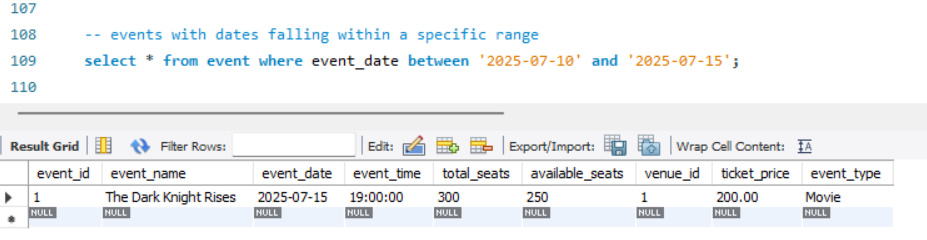 107
108 -- events with dates falling within a specific range
109 select * from event where event_date between '2025-07-10' and '2025-07-15';
110
Result Grid Filter Rows: Edit: Export/Import: Wrap Cell Content: IA
event_id event_name event_date event_time total_seats available_seats venue_id ticket_price event_type
1 The Dark Knight Rises 2025-07-15 19:00:00 300 250 1 200.00 Movie
NULL NULL NULL NULL NULL NULL NULL NULL NULL